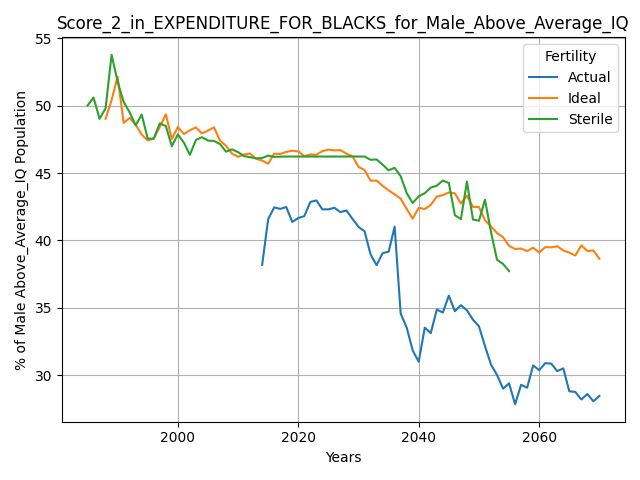 Score_2_in_EXPENDITURE_FOR_BLACKS_for_Male_Above_Average_IQ
% of Male Above_Average_IQ Population
55
50
45
40
35
30
2000
2020
2040
2060
Years
Fertility
Actual
Ideal
Sterile